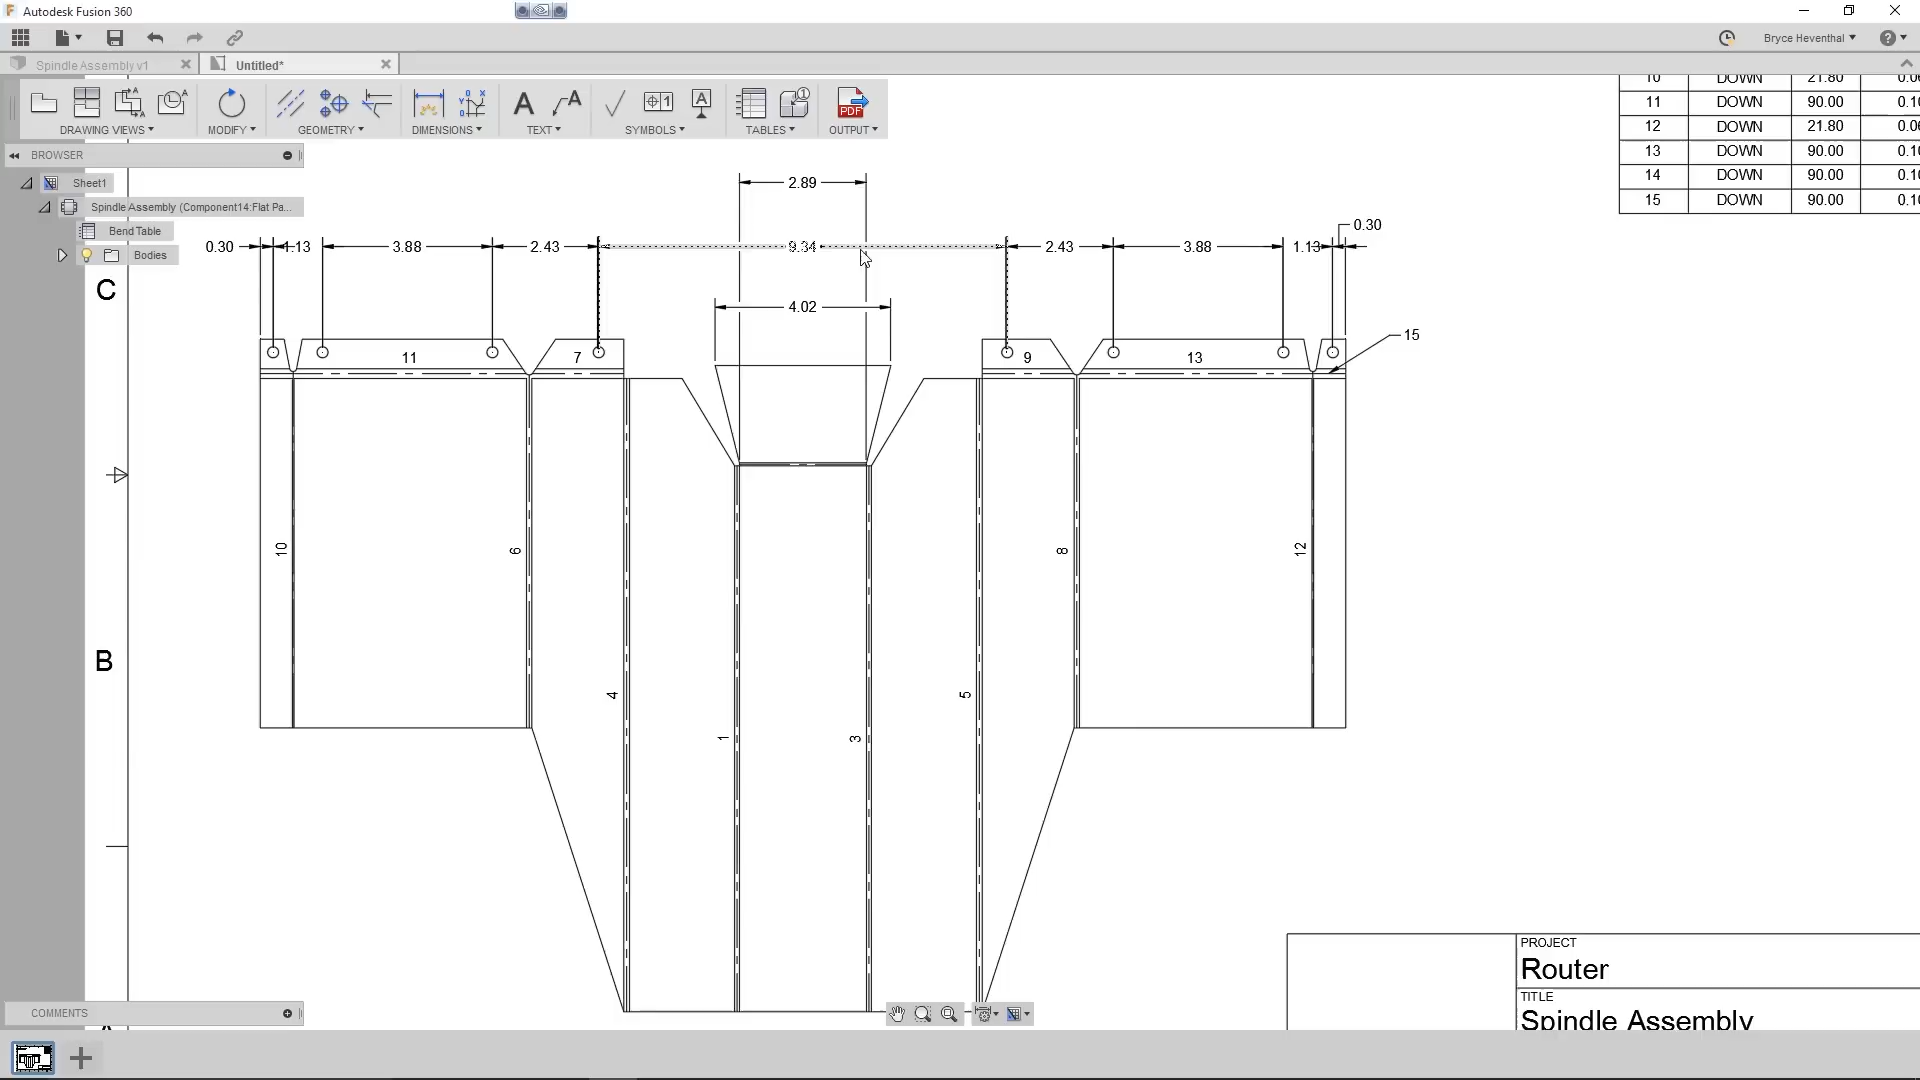 Autodesk Fusion 360
Bryce Heventhal
Spindle Assembly v1
Untitled*
DRAWING VIEWS
MODIFY
GEOMETRY
DIMENSIONS
TEXT
SYMBOLS
TABLES
OUTPUT
PDF
BROWSER
Sheet1
Spindle Assembly (Component14:Flat Pa...
Bend Table
Bodies
10 DOWN 21.80
11 DOWN 90.00
12 DOWN 21.80
13 DOWN 90.00
14 DOWN 90.00
15 DOWN 90.00
2.89
0.30
0.30 1.13 3.88 2.43 9.34 2.43 3.88 1.13
C
4.02
15
11 7 9 13
10 6 8 12
B
4 5
1 3
PROJECT
Router
TITLE
Spindle Assembly
COMMENTS